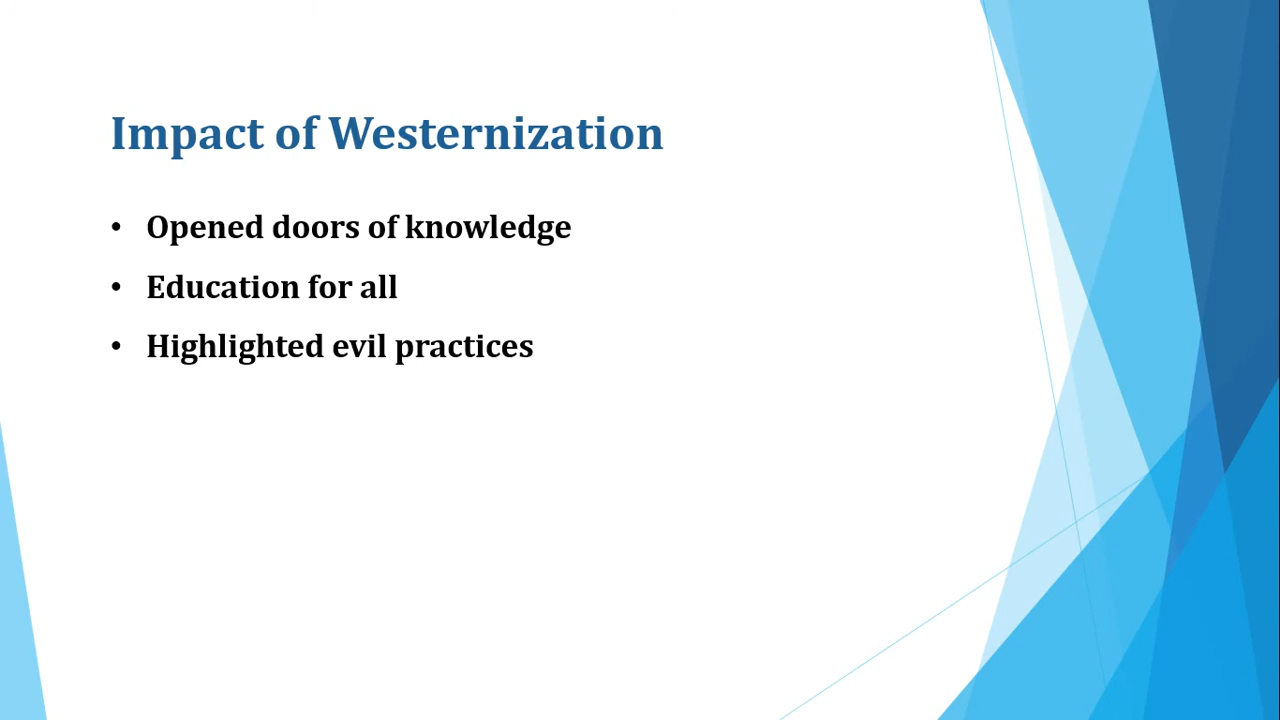 Impact of Westernization
• Opened doors of knowledge
• Education for all
• Highlighted evil practices